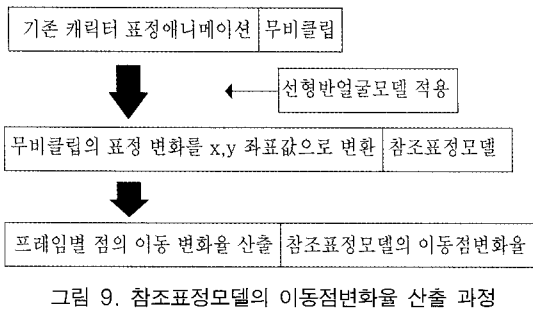 기존 캐릭터 표정애니메이션 무비클립
선형반얼굴모델 적용
무비클립의 표정 변화를 x,y 좌표값으로 변환 참조표정모델
프레임별 점의 이동 변화율 산출 참조표정모델의 이동점변화율
그림 9. 참조표정모델의 이동점변화율 산출 과정